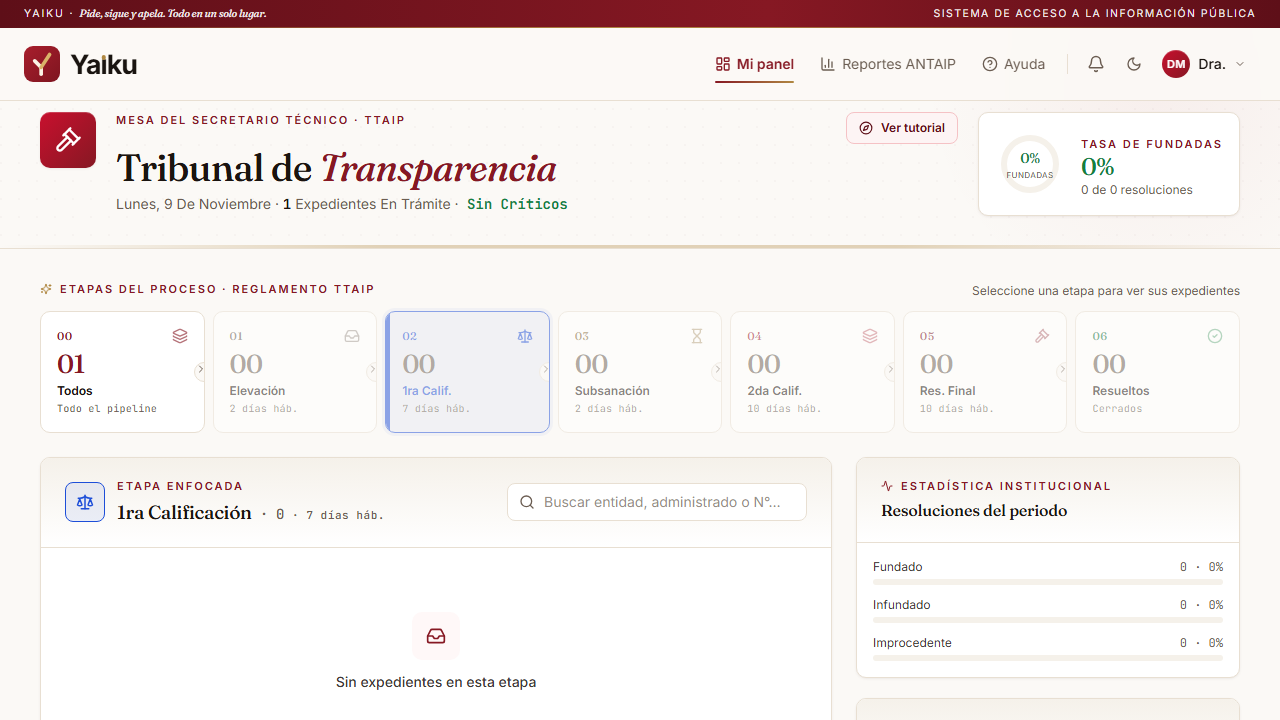 YAIKU · Pide, sigue y apela. Todo en un solo lugar.
SISTEMA DE ACCESO A LA INFORMACIÓN PÚBLICA
Yaiku
Mi panel
Reportes ANTAIP
Ayuda
DM
Dra.
MESA DEL SECRETARIO TÉCNICO · TTAIP
Tribunal de Transparencia
Lunes, 9 De Noviembre · 1 Expedientes En Trámite · Sin Críticos
Ver tutorial
0%
FUNDADAS
TASA DE FUNDADAS
0%
0 de 0 resoluciones
ETAPAS DEL PROCESO · REGLAMENTO TTAIP
Seleccione una etapa para ver sus expedientes
00
01
Todos
Todo el pipeline
01
00
Elevación
2 días háb.
02
00
1ra Calif.
7 días háb.
03
00
Subsanación
2 días háb.
04
00
2da Calif.
10 días háb.
05
00
Res. Final
10 días háb.
06
00
Resueltos
Cerrados
ETAPA ENFOCADA
1ra Calificación · 0 · 7 días háb.
Buscar entidad, administrado o N°...
Sin expedientes en esta etapa
ESTADÍSTICA INSTITUCIONAL
Resoluciones del periodo
Fundado 0 · 0%
Infundado 0 · 0%
Improcedente 0 · 0%